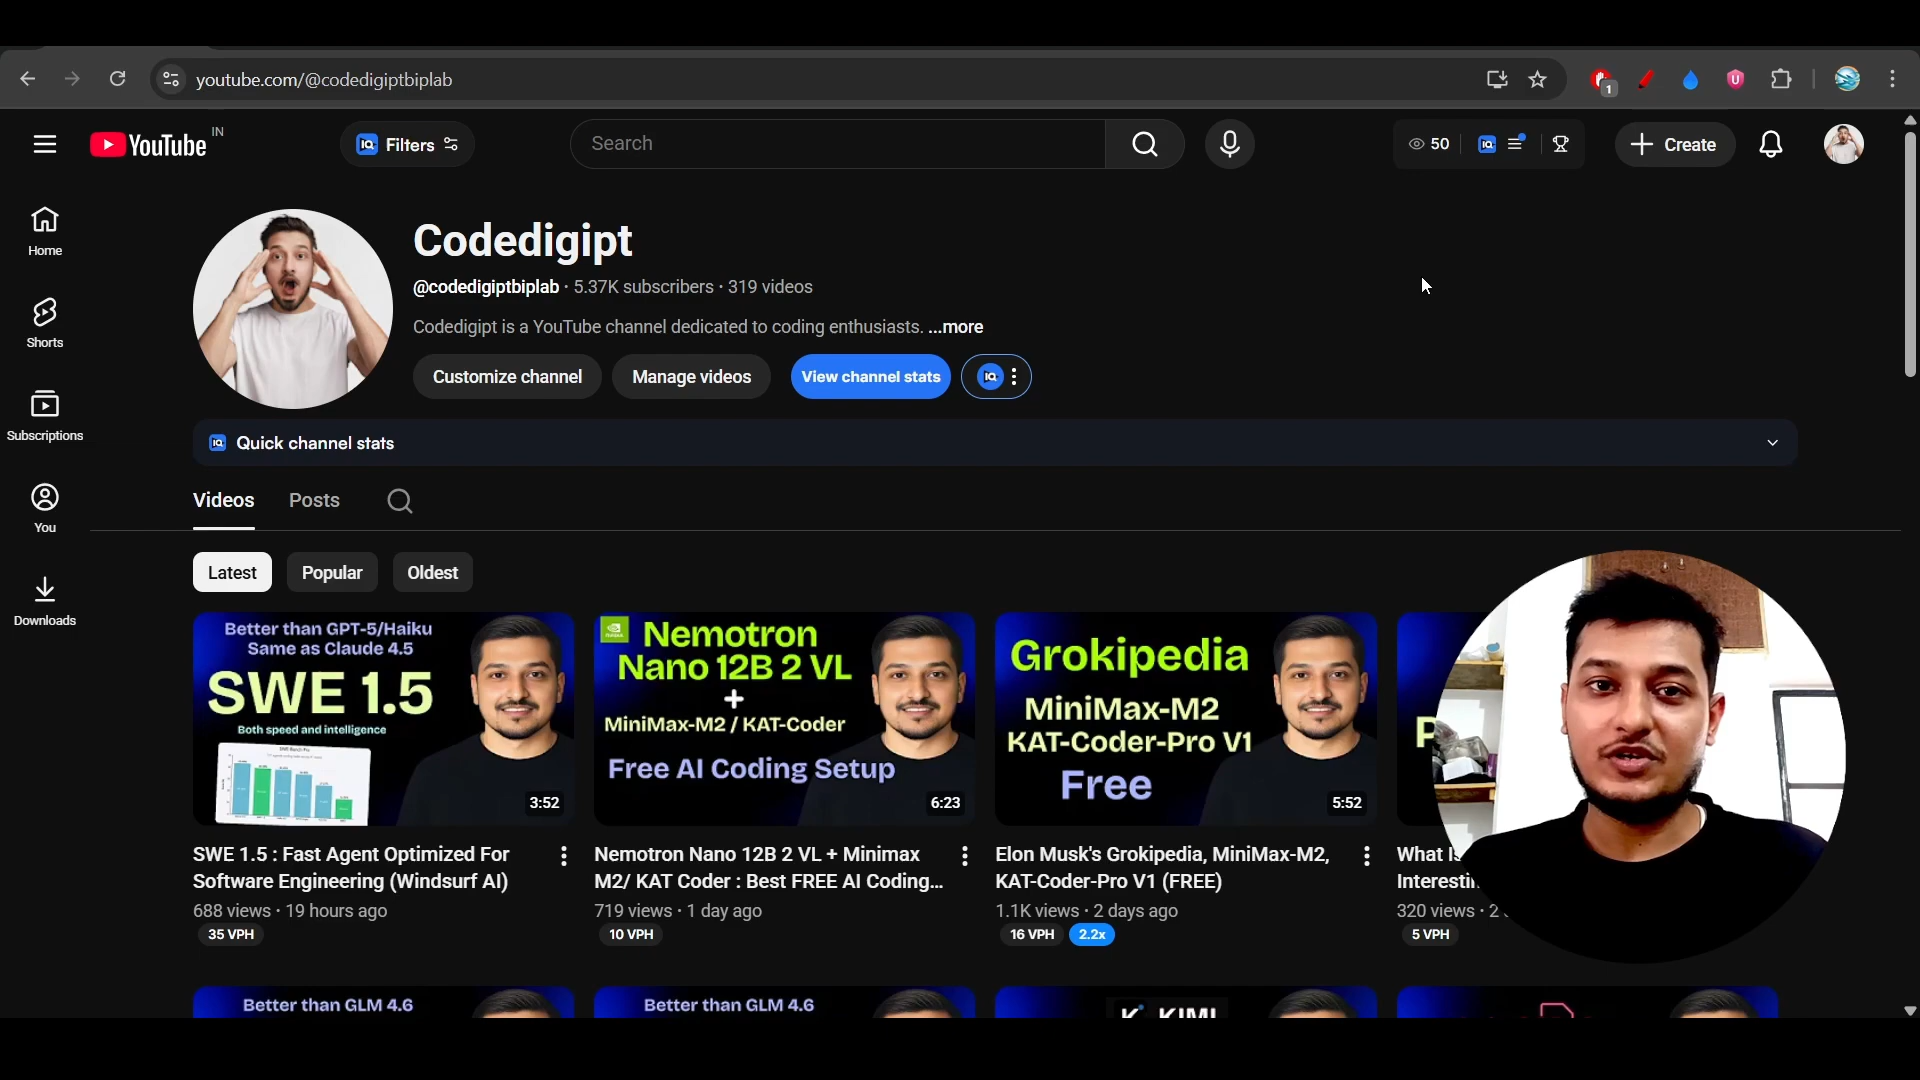 youtube.com/@codedigiptbiplab
1
YouTube IN
IQ Filters
Search
50
IQ
Create
Home
Shorts
Subscriptions
You
Downloads
Codedigipt
@codedigiptbiplab · 5.37K subscribers · 319 videos
Codedigipt is a YouTube channel dedicated to coding enthusiasts. ...more
Customize channel
Manage videos
View channel stats
IQ
IQ Quick channel stats
Videos
Posts
Latest
Popular
Oldest
Better than GPT-5/Haiku
Same as Claude 4.5
SWE 1.5
Both speed and intelligence
3:52
SWE 1.5 : Fast Agent Optimized For
Software Engineering (Windsurf AI)
688 views · 19 hours ago
35 VPH
Nemotron
Nano 12B 2 VL
+
MiniMax-M2 / KAT-Coder
Free AI Coding Setup
6:23
Nemotron Nano 12B 2 VL + Minimax
M2/ KAT Coder : Best FREE AI Coding...
719 views · 1 day ago
10 VPH
Grokipedia
MiniMax-M2
KAT-Coder-Pro V1
Free
5:52
Elon Musk's Grokipedia, MiniMax-M2,
KAT-Coder-Pro V1 (FREE)
1.1K views · 2 days ago
16 VPH
2.2x
P
What
320 views · 2
5 VPH
Better than GLM 4.6
Better than GLM 4.6
KIMI